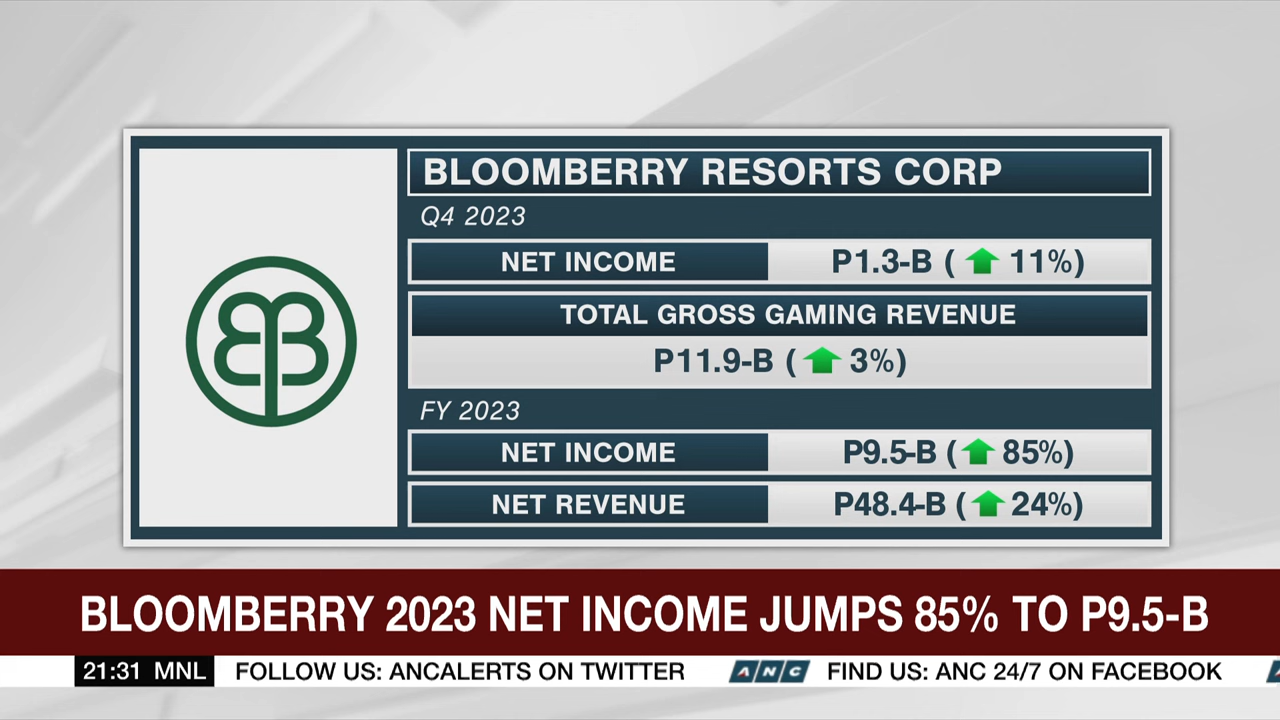 BLOOMBERRY RESORTS CORP
Q4 2023
NET INCOME P1.3-B ( 11%)
TOTAL GROSS GAMING REVENUE
P11.9-B ( 3%)
FY 2023
NET INCOME P9.5-B ( 85%)
NET REVENUE P48.4-B ( 24%)
BLOOMBERRY 2023 NET INCOME JUMPS 85% TO P9.5-B
21:31 MNL FOLLOW US: ANCALERTS ON TWITTER ANC FIND US: ANC 24/7 ON FACEBOOK